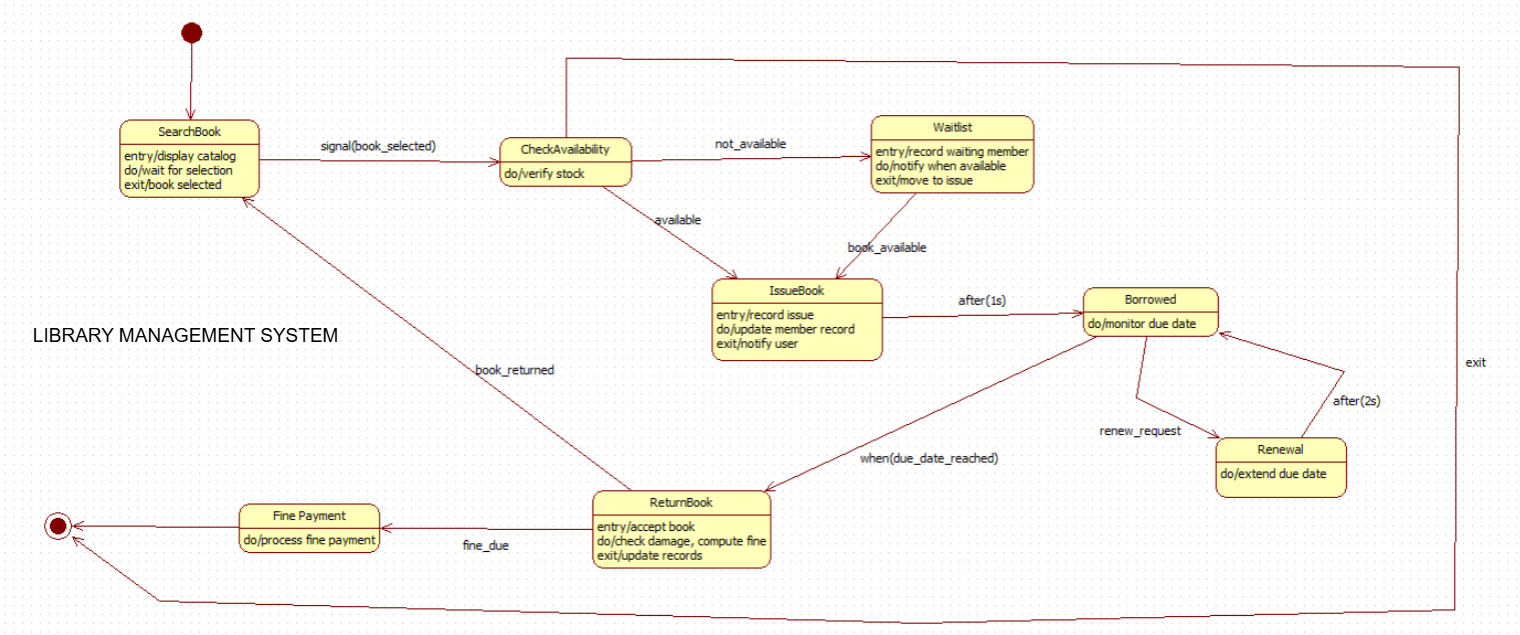 SearchBook
entry/display catalog
do/wait for selection
exit/book selected
signal(book_selected)
CheckAvailability
do/verify stock
not_available
Waitlist
entry/record waiting member
do/notify when available
exit/move to issue
available
book_available
IssueBook
entry/record issue
do/update member record
exit/notify user
after(1s)
Borrowed
do/monitor due date
LIBRARY MANAGEMENT SYSTEM
book_returned
exit
after(2s)
renew_request
Renewal
do/extend due date
when(due_date_reached)
ReturnBook
entry/accept book
do/check damage, compute fine
exit/update records
fine_due
Fine Payment
do/process fine payment